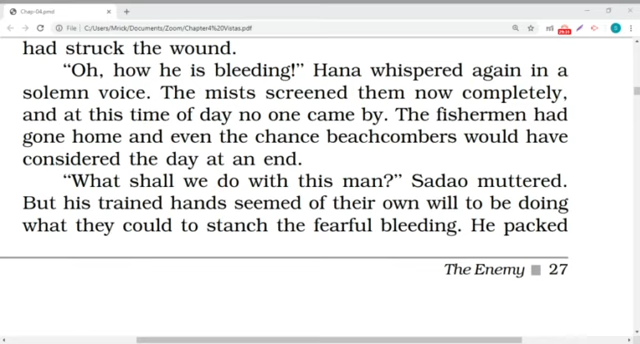 Chap-04.pmd
File | C:/Users/Mrick/Documents/Zoom/Chapter4%20Vistas.pdf
had struck the wound.
“Oh, how he is bleeding!” Hana whispered again in a
solemn voice. The mists screened them now completely,
and at this time of day no one came by. The fishermen had
gone home and even the chance beachcombers would have
considered the day at an end.
“What shall we do with this man?” Sadao muttered.
But his trained hands seemed of their own will to be doing
what they could to stanch the fearful bleeding. He packed
The Enemy ■ 27